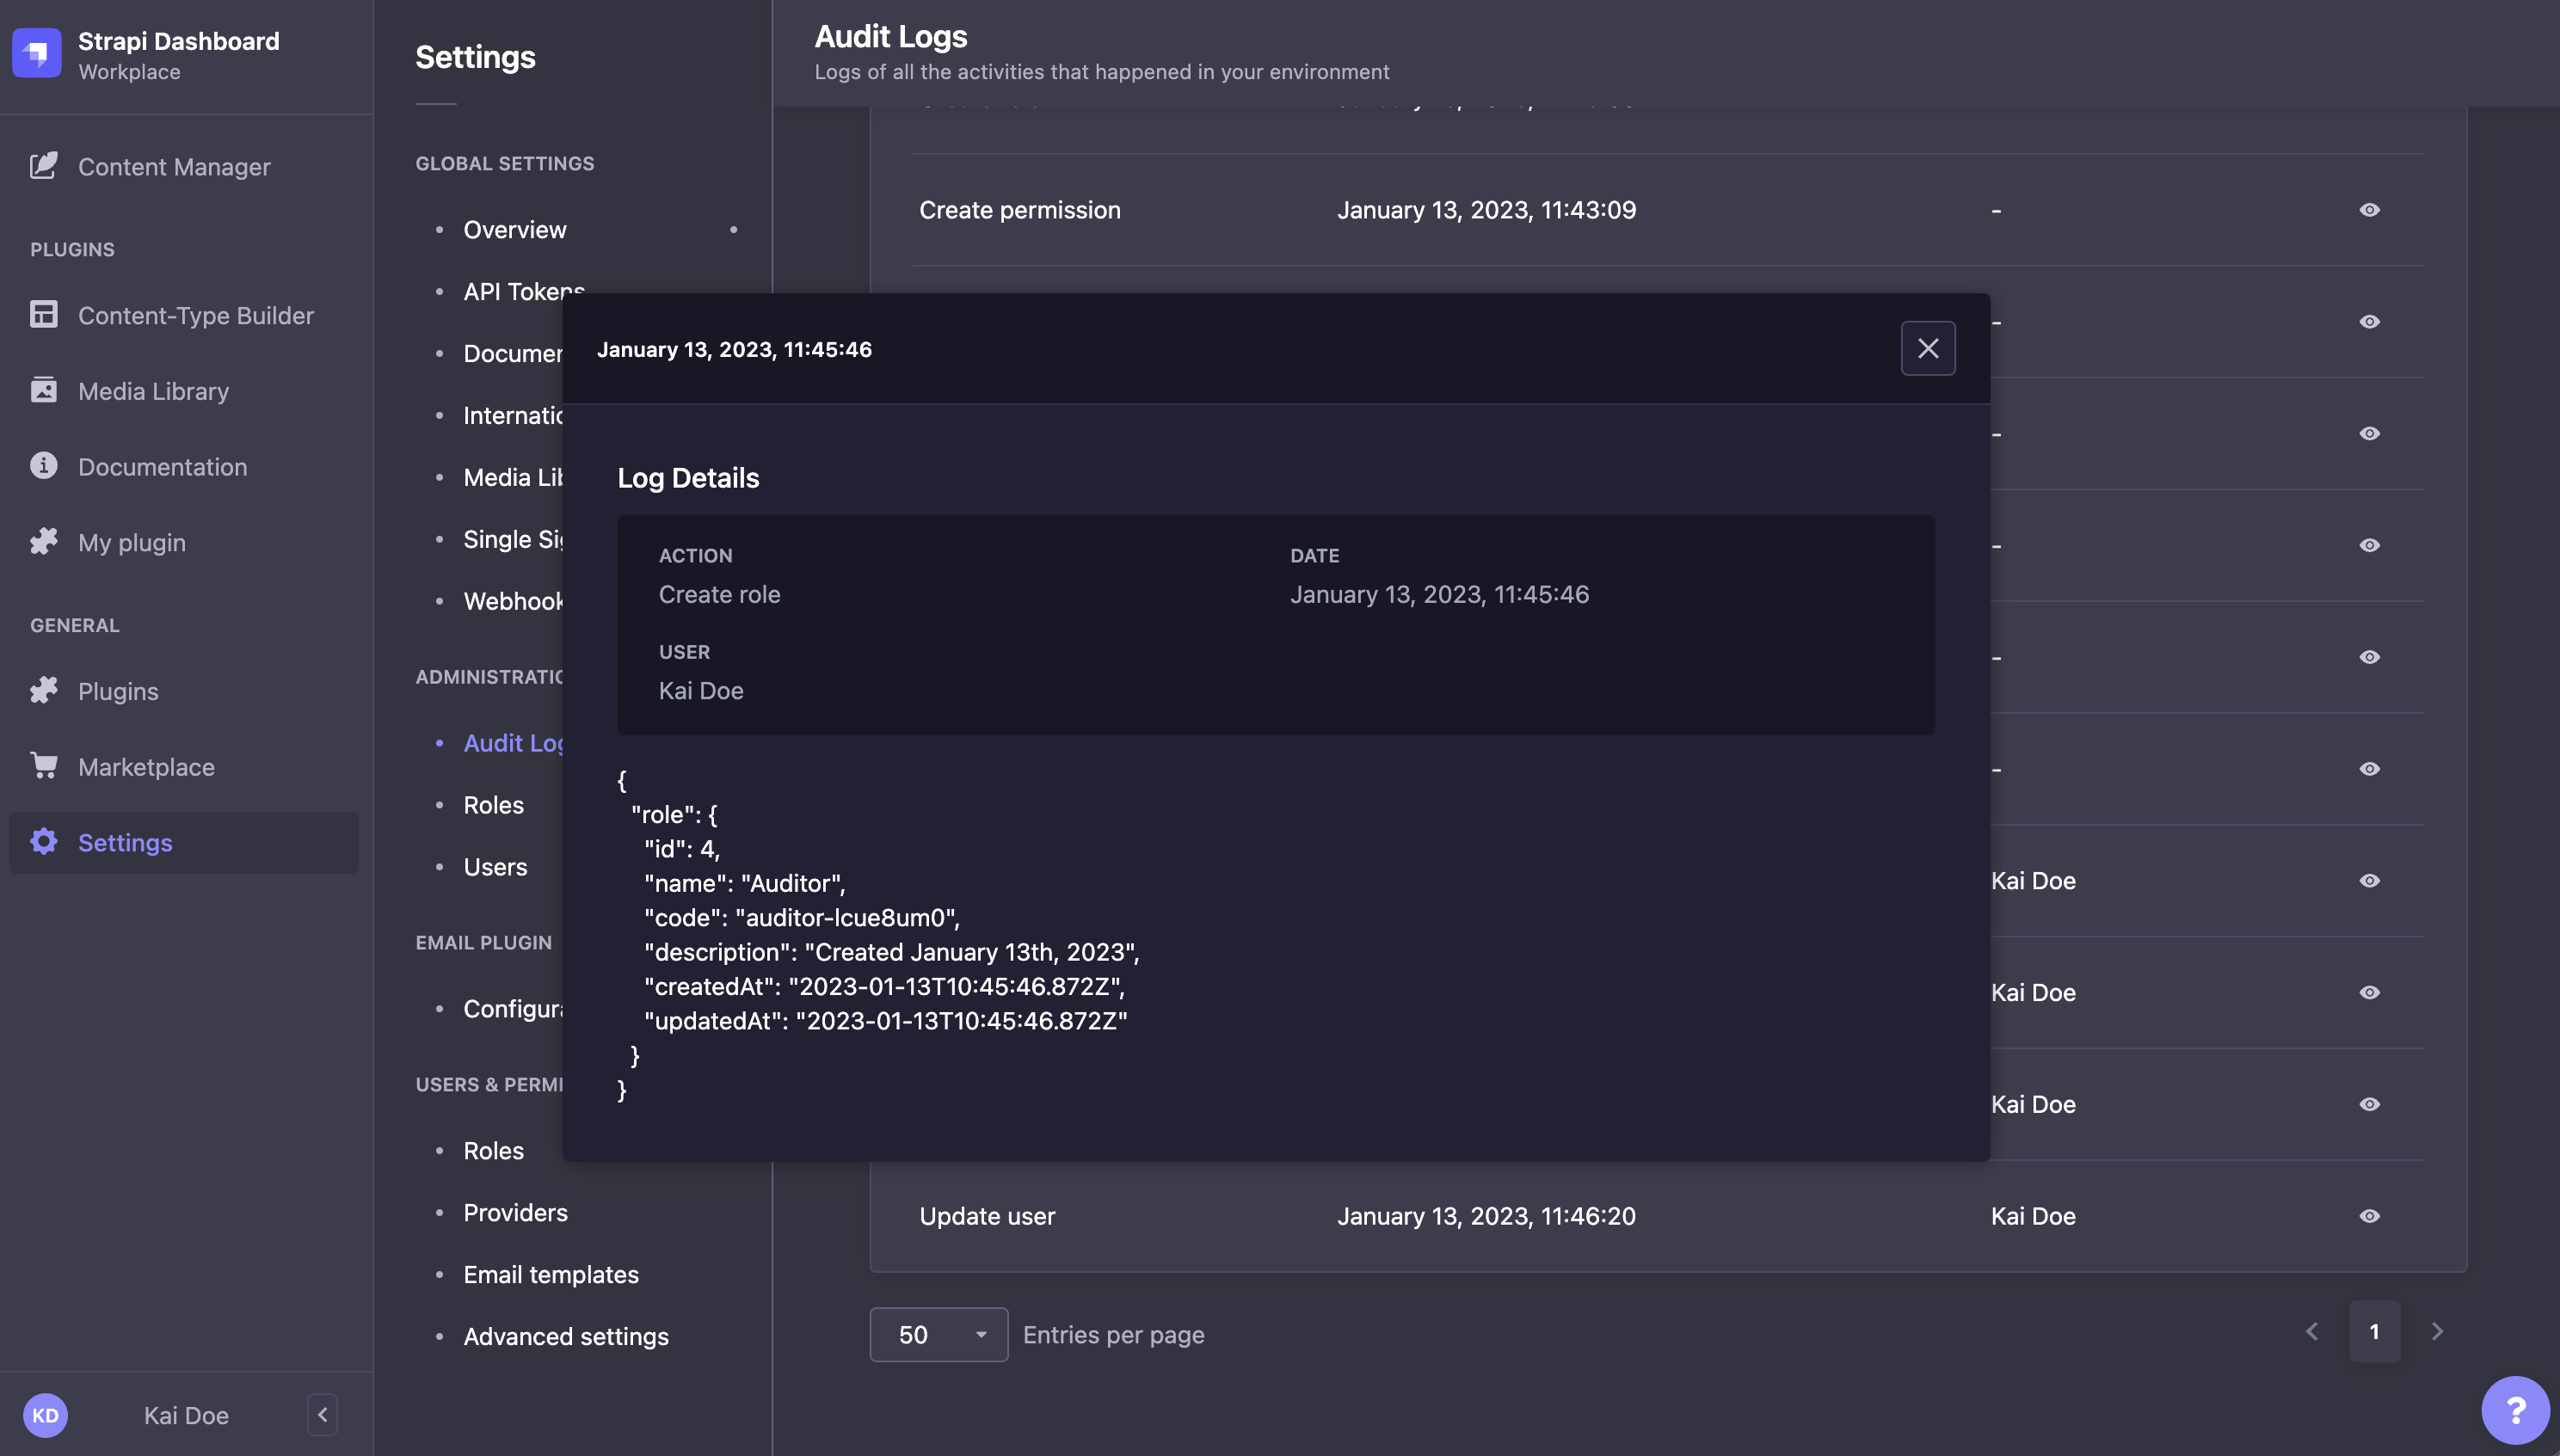 Strapi Dashboard
Workplace
Content Manager
PLUGINS
Content-Type Builder
Media Library
Documentation
My plugin
GENERAL
Plugins
Marketplace
Settings
KD
Kai Doe
Settings
GLOBAL SETTINGS
Overview
API Tokens
Documen
Internatio
Media Lib
Single Sig
Webhook
ADMINISTRATIO
Audit Log
Roles
Users
EMAIL PLUGIN
Configura
USERS & PERMI
Roles
Providers
Email templates
Advanced settings
Audit Logs
Logs of all the activities that happened in your environment
Create permission January 13, 2023, 11:43:09 -
-
-
-
-
-
Kai Doe
Kai Doe
Kai Doe
Update user January 13, 2023, 11:46:20 Kai Doe
50 Entries per page
1
?
January 13, 2023, 11:45:46
Log Details
ACTION DATE
Create role January 13, 2023, 11:45:46
USER
Kai Doe
{
"role": {
"id": 4,
"name": "Auditor",
"code": "auditor-lcue8um0",
"description": "Created January 13th, 2023",
"createdAt": "2023-01-13T10:45:46.872Z",
"updatedAt": "2023-01-13T10:45:46.872Z"
}
}